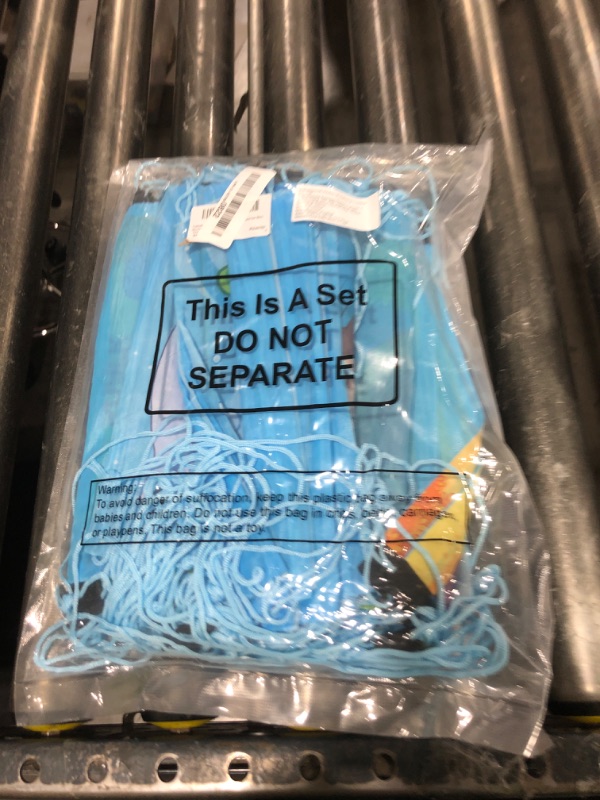 This Is A Set
DO NOT
SEPARATE
Warning:
To avoid danger of suffocation, keep this plastic bag away from
babies and children. Do not use this bag in cribs, beds, carriages
or playpens. This bag is not a toy.